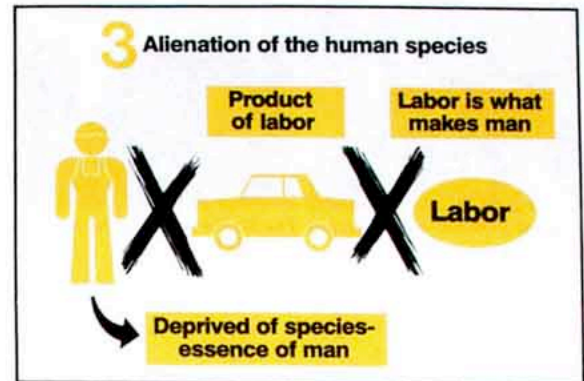 3 Alienation of the human species
Product
of labor
Labor is what
makes man
Labor
Deprived of species-
essence of man